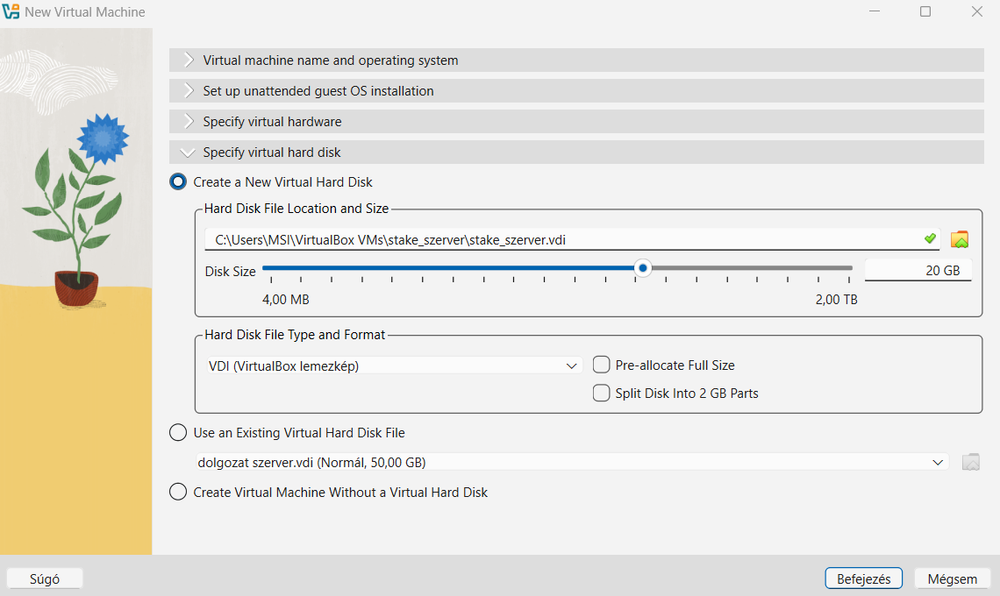 New Virtual Machine
Virtual machine name and operating system
Set up unattended guest OS installation
Specify virtual hardware
Specify virtual hard disk
Create a New Virtual Hard Disk
Hard Disk File Location and Size
C:\Users\MSI\VirtualBox VMs\stake_szerver\stake_szerver.vdi
Disk Size
20 GB
4,00 MB
2,00 TB
Hard Disk File Type and Format
VDI (VirtualBox lemezkép)
Pre-allocate Full Size
Split Disk Into 2 GB Parts
Use an Existing Virtual Hard Disk File
dolgozat szerver.vdi (Normál, 50,00 GB)
Create Virtual Machine Without a Virtual Hard Disk
Súgó
Befejezés
Mégsem